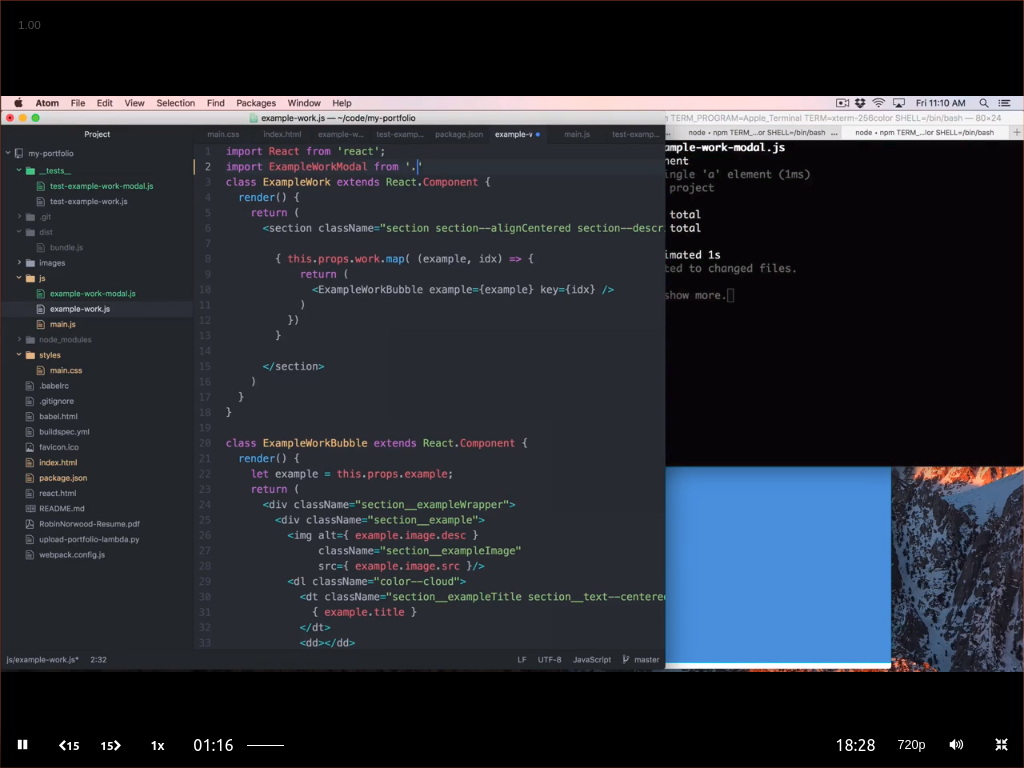 1.00
Atom File Edit View Selection Find Packages Window Help
Fri 11:10 AM
example-work.js — ~/code/my-portfolio
TERM_PROGRAM=Apple_Terminal TERM=xterm-256color SHELL=/bin/bash — 80×24
Project
main.css index.html example-w... test-examp... package.json example-v main.js test-examp...
node • npm TERM_...or SHELL=/bin/bash ...
node • npm TERM_...lor SHELL=/bin/bash
my-portfolio
__tests__
test-example-work-modal.js
test-example-work.js
.git
dist
bundle.js
images
js
example-work-modal.js
example-work.js
main.js
node_modules
styles
main.css
.babelrc
.gitignore
babel.html
buildspec.yml
favicon.ico
index.html
package.json
react.html
README.md
RobinNorwood-Resume.pdf
upload-portfolio-lambda.py
webpack.config.js
1 import React from 'react';
2 import ExampleWorkModal from '.'
3 class ExampleWork extends React.Component {
4 render() {
5 return (
6 <section className="section section--alignCentered section--descr
7
8 { this.props.work.map( (example, idx) => {
9 return (
10 <ExampleWorkBubble example={example} key={idx} />
11 )
12 })
13 }
14
15 </section>
16 )
17 }
18 }
19
20 class ExampleWorkBubble extends React.Component {
21 render() {
22 let example = this.props.example;
23 return (
24 <div className="section__exampleWrapper">
25 <div className="section__example">
26 <img alt={ example.image.desc }
27 className="section__exampleImage"
28 src={ example.image.src }/>
29 <dl className="color--cloud">
30 <dt className="section__exampleTitle section__text--centered
31 { example.title }
32 </dt>
33 <dd></dd>
mple-work-modal.js
nent
ingle 'a' element (1ms)
project
total
total
imated 1s
ted to changed files.
show more.
js/example-work.js* 2:32
LF UTF-8 JavaScript master
15 15 1x 01:16
18:28 720p